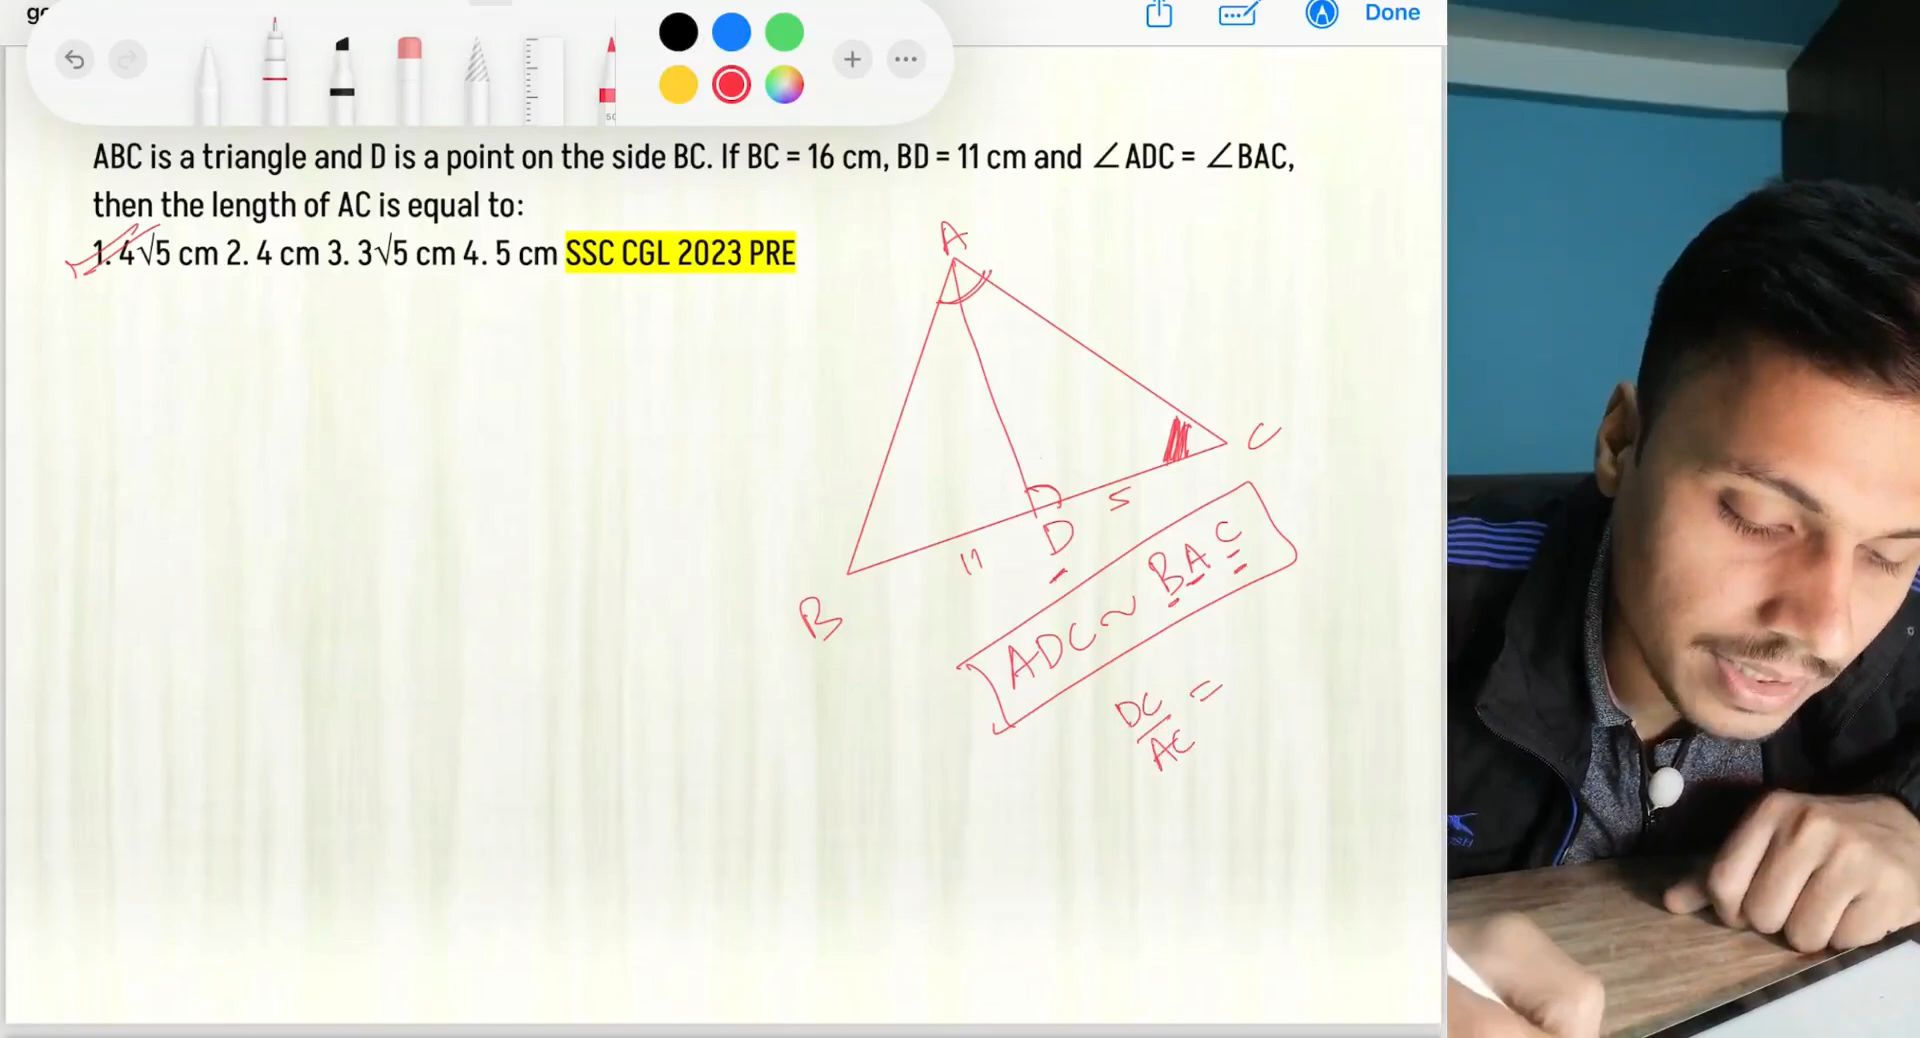 Done
ABC is a triangle and D is a point on the side BC. If BC = 16 cm, BD = 11 cm and ∠ADC = ∠BAC,
then the length of AC is equal to:
1. 4√5 cm 2. 4 cm 3. 3√5 cm 4. 5 cm SSC CGL 2023 PRE
A
C
5
D
11
B
ADC ~ BAC
DC/AC =